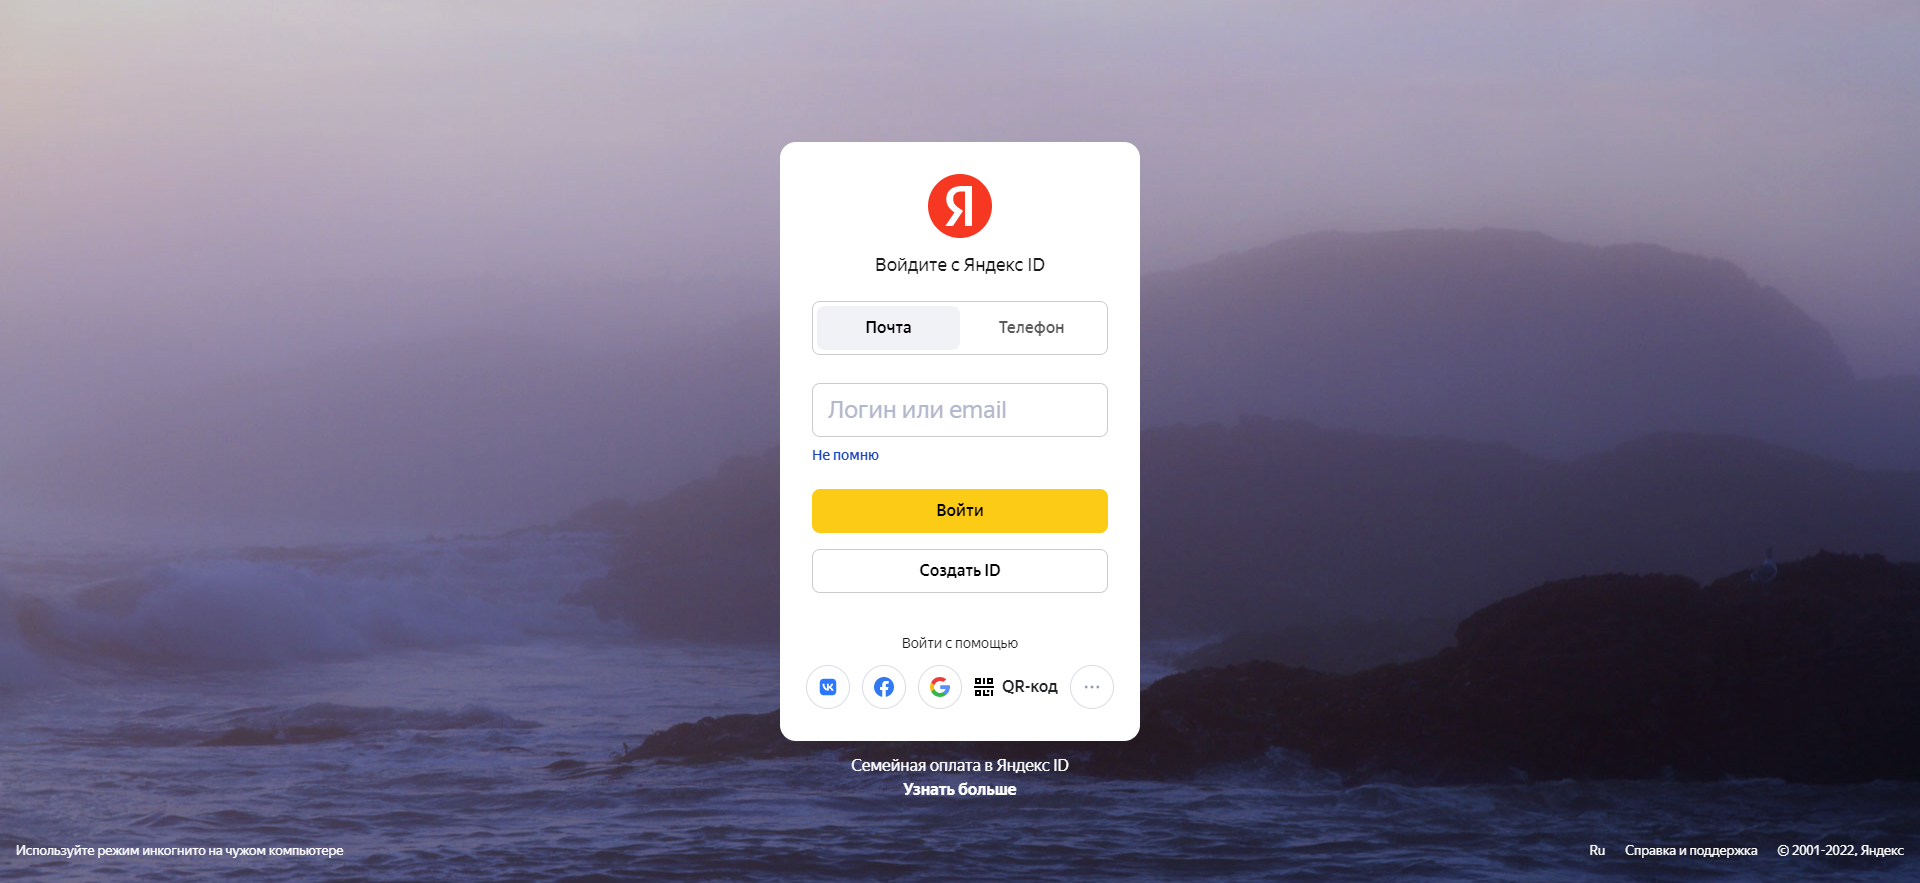 Я
Войдите с Яндекс ID
Почта Телефон
Логин или email
Не помню
Войти
Создать ID
Войти с помощью
QR-код
Семейная оплата в Яндекс ID
Узнать больше
Используйте режим инкогнито на чужом компьютере
Ru Справка и поддержка © 2001-2022, Яндекс